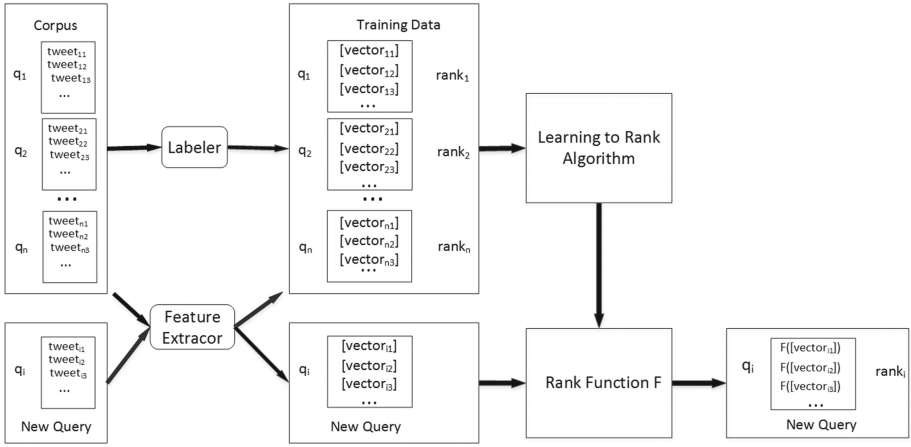 Corpus
q1
tweet11
tweet12
tweet13
...
q2
tweet21
tweet22
tweet23
...
...
qn
tweetn1
tweetn2
tweetn3
...
Labeler
Training Data
q1
[vector11]
[vector12]
[vector13]
...
rank1
q2
[vector21]
[vector22]
[vector23]
...
rank2
...
qn
[vectorn1]
[vectorn2]
[vectorn3]
...
rankn
Learning to Rank
Algorithm
Feature
Extracor
qi
tweeti1
tweeti2
tweeti3
...
New Query
qi
[vectori1]
[vectori2]
[vectori3]
...
New Query
Rank Function F
qi
F([vectori1])
F([vectori2])
F([vectori3])
...
ranki
New Query